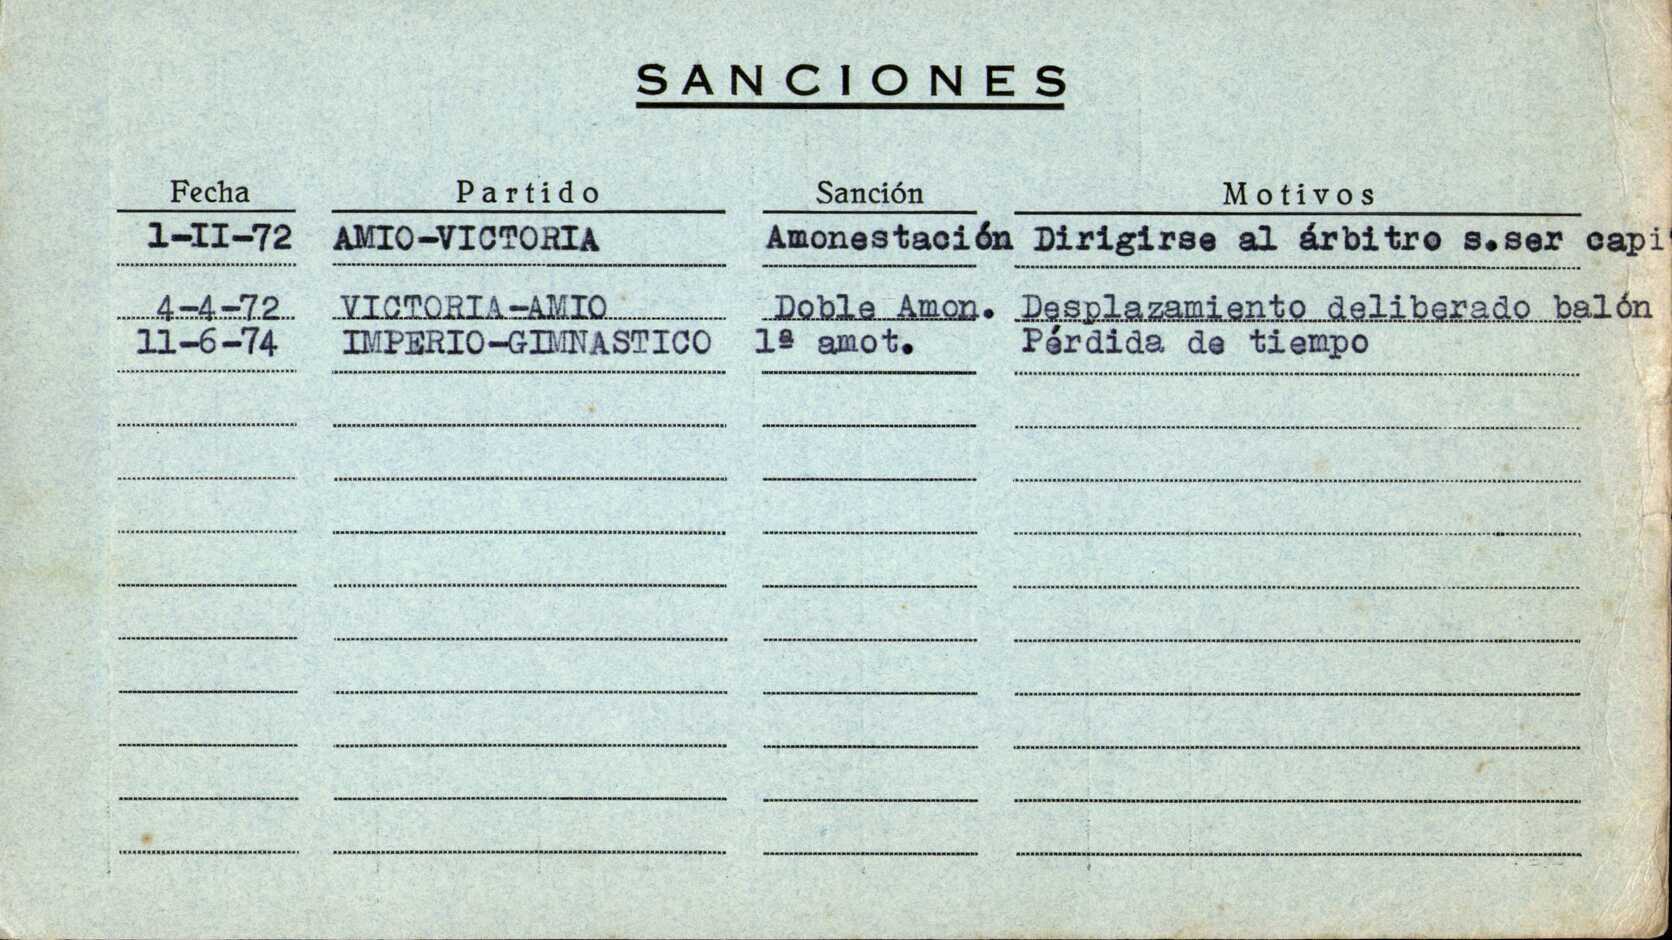 SANCIONES
Fecha Partido Sanción Motivos
1-II-72 AMIO-VICTORIA Amonestación Dirigirse al árbitro s.ser capi
4-4-72 VICTORIA-AMIO Doble Amon. Desplazamiento deliberado balón
11-6-74 IMPERIO-GIMNASTICO 1ª amot. Pérdida de tiempo